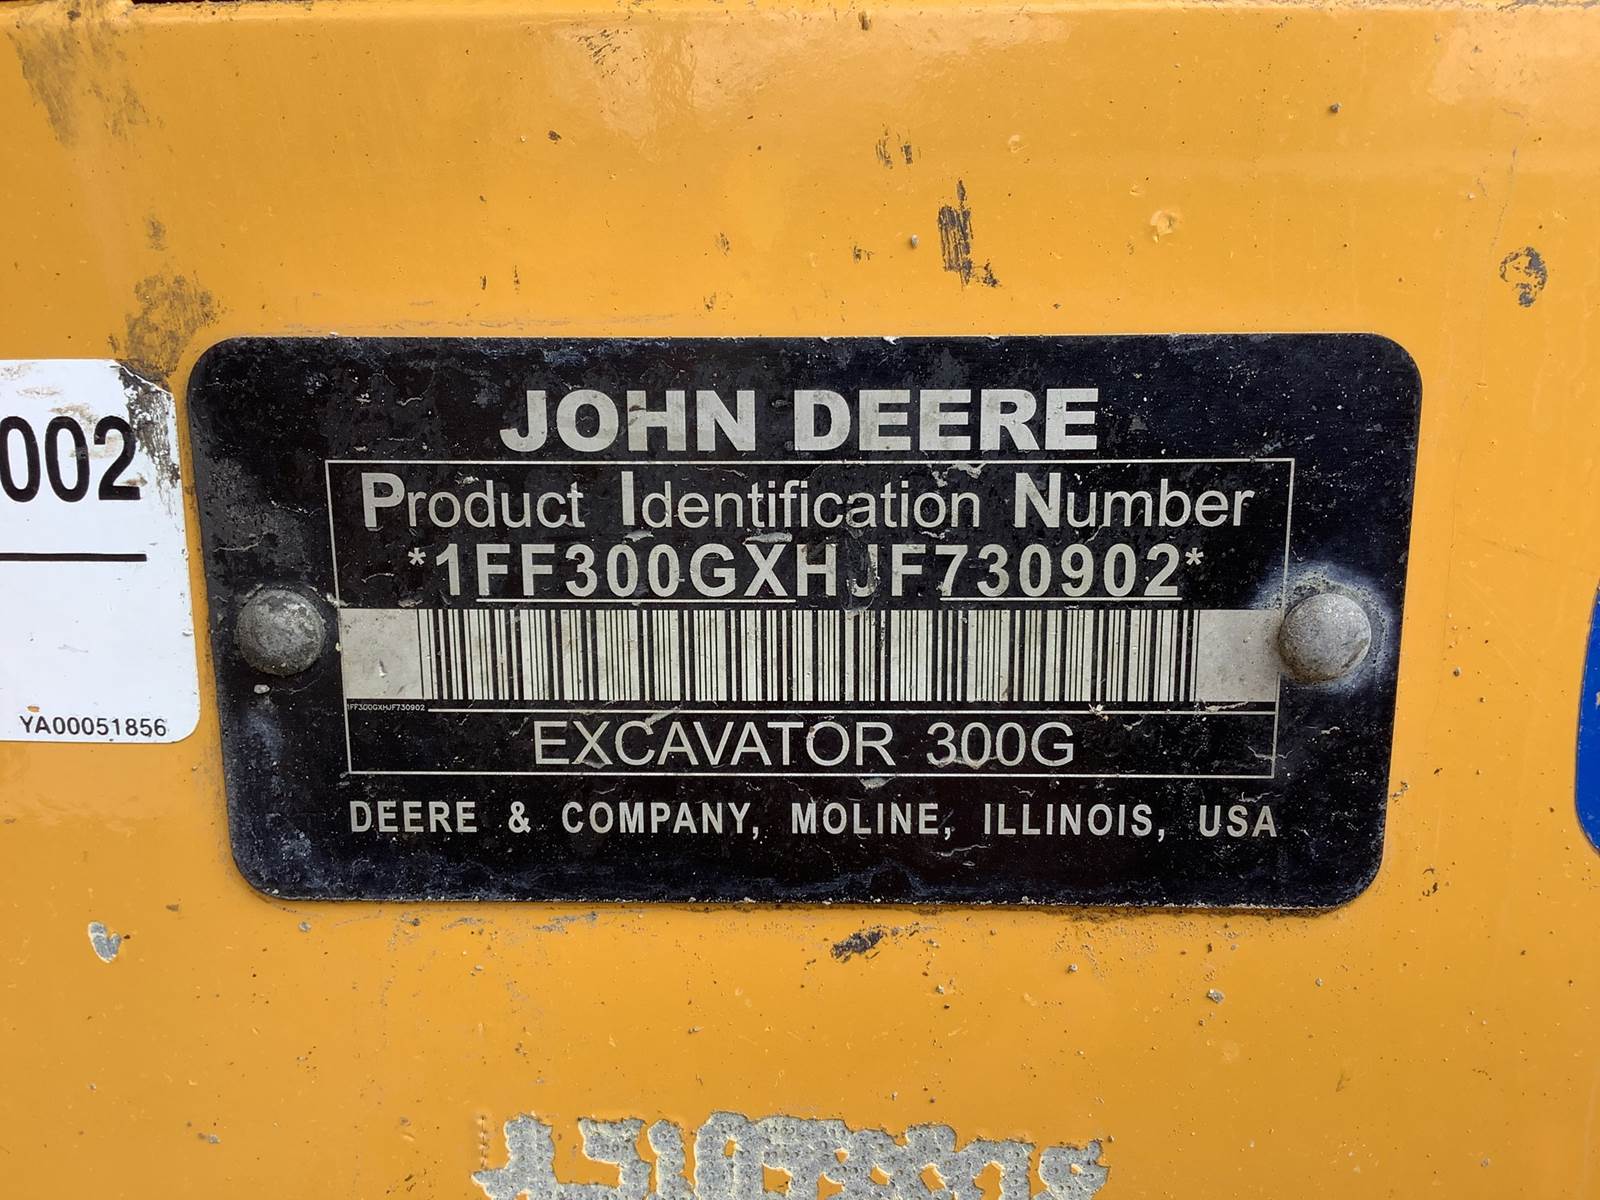 JOHN DEERE
Product Identification Number
*1FF300GXHJF730902*
1FF300GXHJF730902
EXCAVATOR 300G
DEERE & COMPANY, MOLINE, ILLINOIS, USA
002
YA00051856